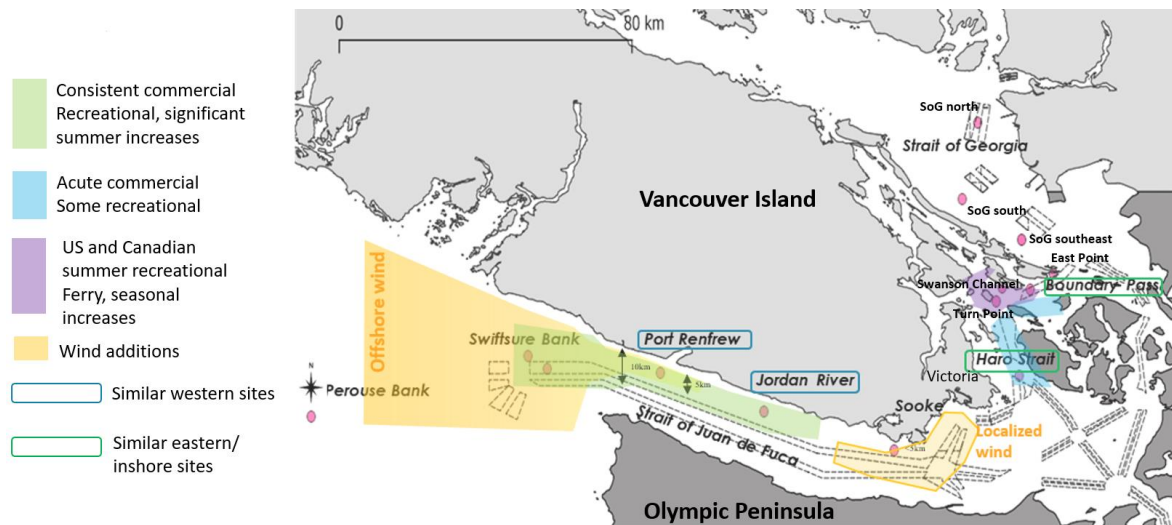 0
80 km
Consistent commercial
Recreational, significant
summer increases
Acute commercial
Some recreational
US and Canadian
summer recreational
Ferry, seasonal
increases
Wind additions
Similar western sites
Similar eastern/
inshore sites
SoG north
Strait of Georgia
Vancouver Island
SoG south
SoG southeast
East Point
Swanson Channel
Boundary Pass
Turn Point
Offshore wind
Swiftsure Bank
Port Renfrew
10km
5km
Haro Strait
Victoria
Jordan River
N
Perouse Bank
Sooke
Strait of Juan de Fuca
<5km
Localized
wind
Olympic Peninsula